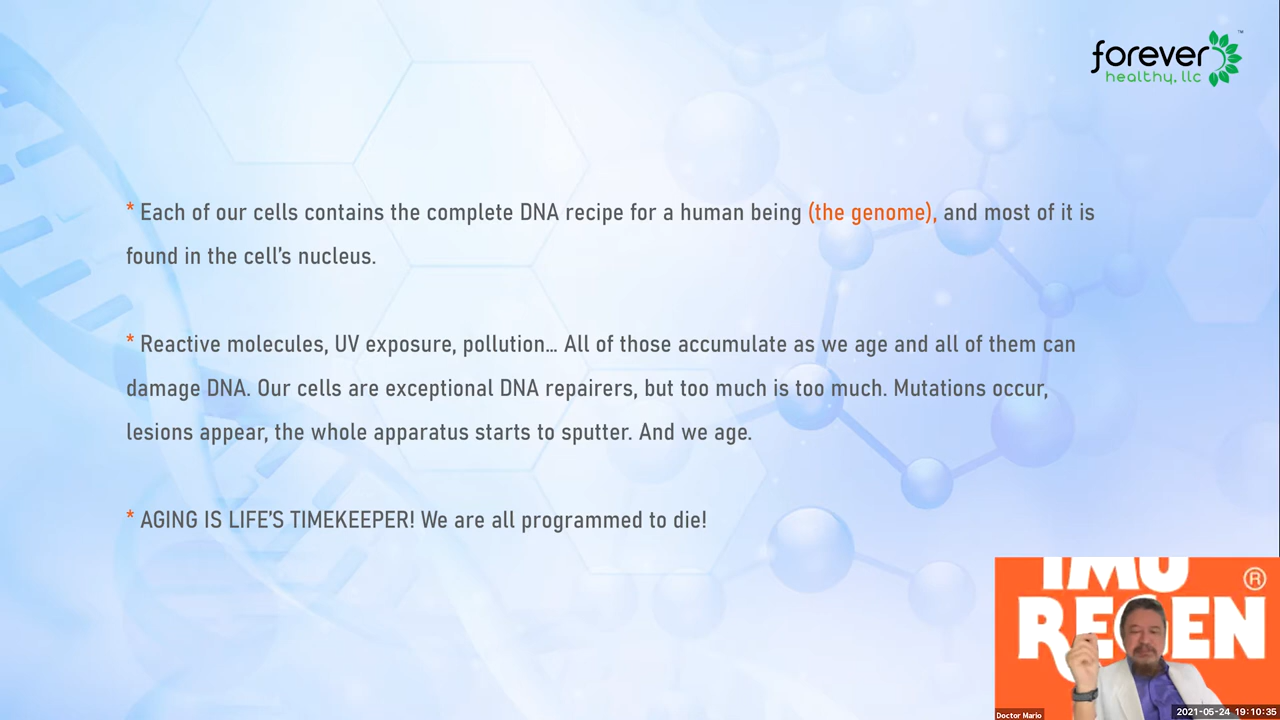 forever ™
healthy, llc
* Each of our cells contains the complete DNA recipe for a human being (the genome), and most of it is
found in the cell's nucleus.
* Reactive molecules, UV exposure, pollution... All of those accumulate as we age and all of them can
damage DNA. Our cells are exceptional DNA repairers, but too much is too much. Mutations occur,
lesions appear, the whole apparatus starts to sputter. And we age.
* AGING IS LIFE'S TIMEKEEPER! We are all programmed to die!
IMU ®
REGEN
Doctor Mario
2021-05-24 19:10:35